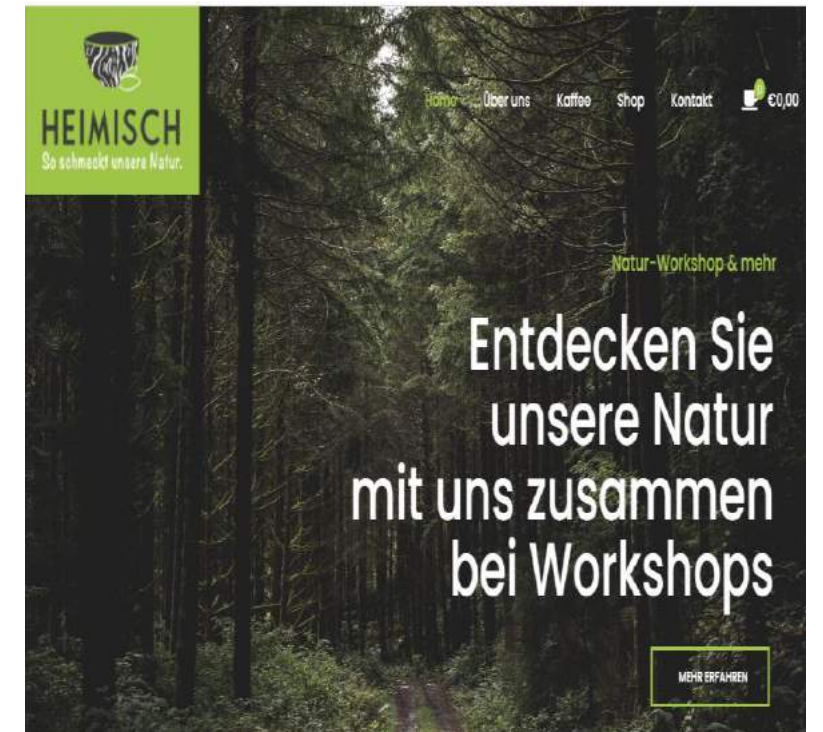 HEIMISCH
So schmeckt unsere Natur.
Home Über uns Kaffee Shop Kontakt 0 €0,00
Natur-Workshop & mehr
Entdecken Sie
unsere Natur
mit uns zusammen
bei Workshops
MEHR ERFAHREN